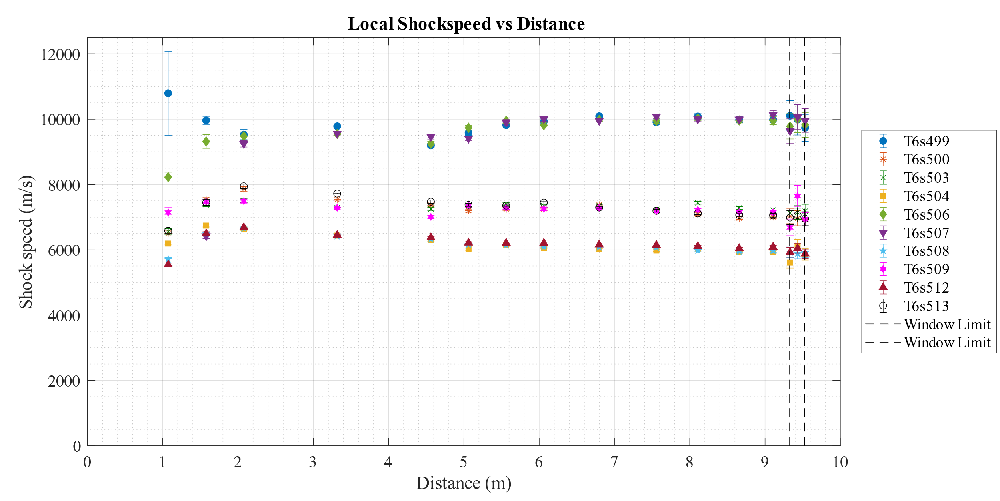 Local Shockspeed vs Distance
Shock speed (m/s)
12000
10000
8000
6000
4000
2000
0
0 1 2 3 4 5 6 7 8 9 10
Distance (m)
T6s499
T6s500
T6s503
T6s504
T6s506
T6s507
T6s508
T6s509
T6s512
T6s513
Window Limit
Window Limit